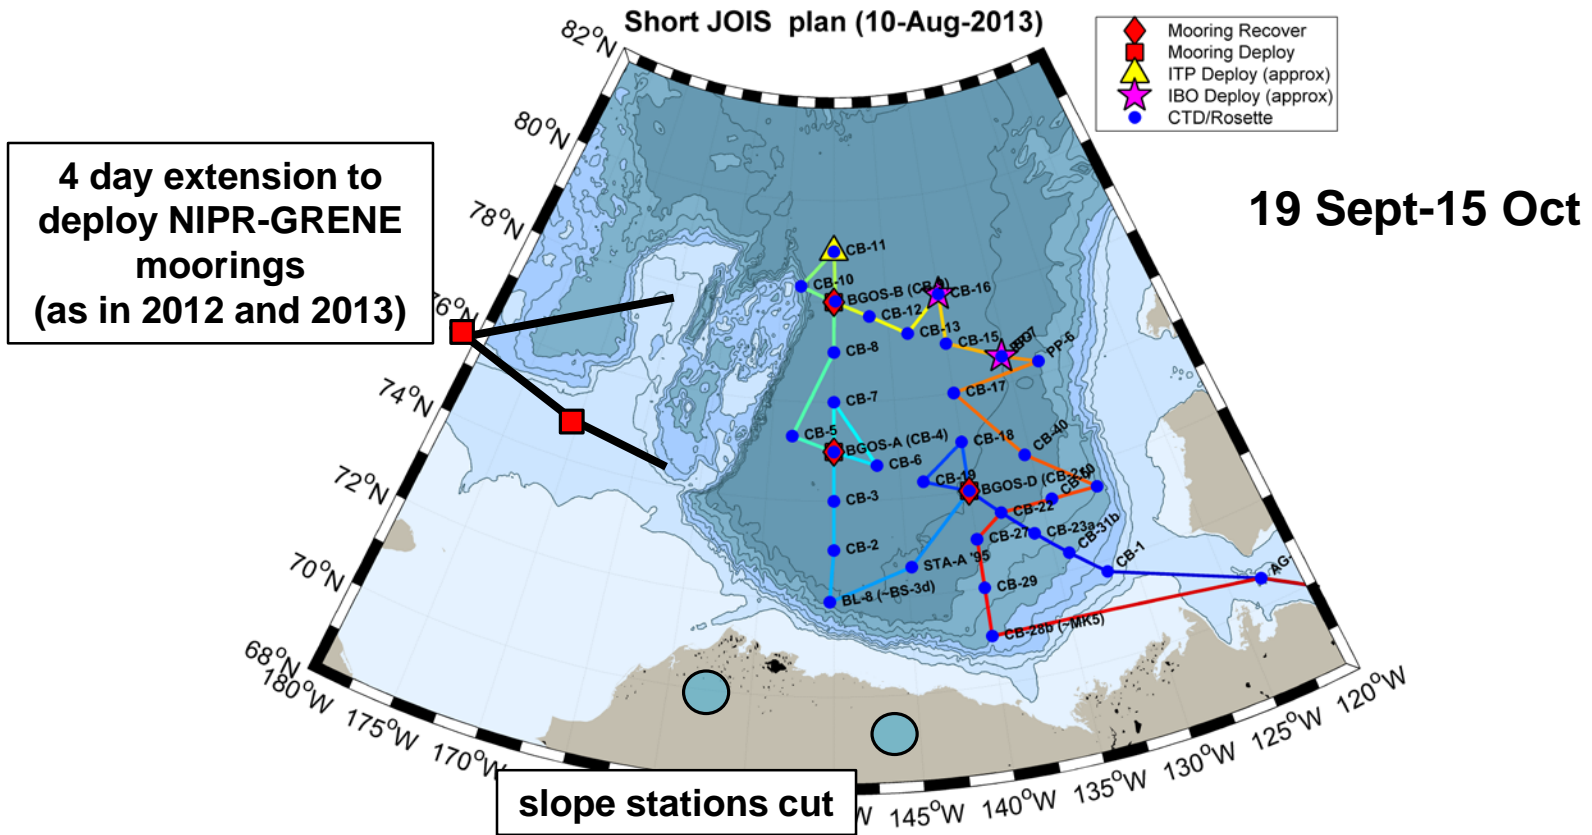 Short JOIS plan (10-Aug-2013)
Mooring Recover
Mooring Deploy
ITP Deploy (approx)
IBO Deploy (approx)
CTD/Rosette
4 day extension to
deploy NIPR-GRENE
moorings
(as in 2012 and 2013)
19 Sept-15 Oct
82°N
80°N
78°N
76°N
74°N
72°N
70°N
68°N
180°W
175°W
170°W
145°W
140°W
135°W
130°W
125°W
120°W
CB-11
CB-10
BGOS-B
CB-16
CB-12
CB-13
CB-15
PP-6
CB-8
CB-7
CB-17
CB-5
BGOS-A (CB-4)
CB-6
CB-18
CB-40
CB-19
BGOS-D
CB-3
CB-22
CB-23a
CB-31b
CB-27
CB-1
CB-2
STA-A '95
AG-
CB-29
BL-8 (~BS-3d)
CB-28b (~MK5)
slope stations cut